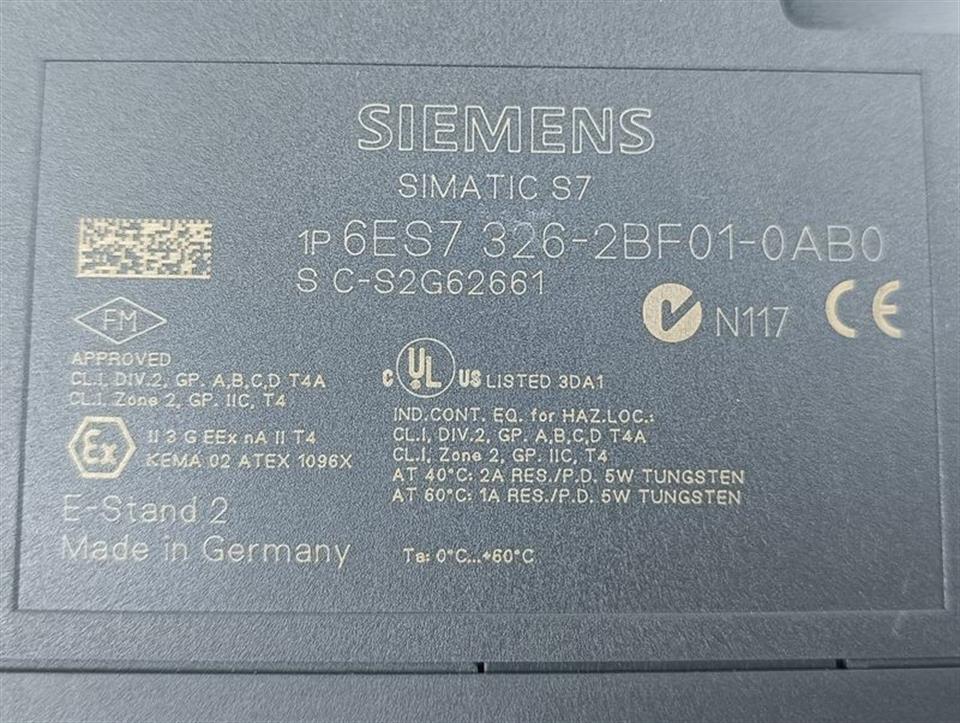 SIEMENS
SIMATIC S7
1P 6ES7 326-2BF01-0AB0
S C-S2G62661
N117 CE
FM
APPROVED
CL.I, DIV.2, GP. A,B,C,D T4A
CL.I, Zone 2, GP. IIC, T4
c UL US LISTED 3DA1
IND.CONT. EQ. for HAZ.LOC.:
CL.I, DIV.2, GP. A,B,C,D T4A
CL.I, Zone 2, GP. IIC, T4
AT 40°C: 2A RES./P.D. 5W TUNGSTEN
AT 60°C: 1A RES./P.D. 5W TUNGSTEN
Ex II 3 G EEx nA II T4
KEMA 02 ATEX 1096X
E-Stand 2
Made in Germany
Ta: 0°C...+60°C